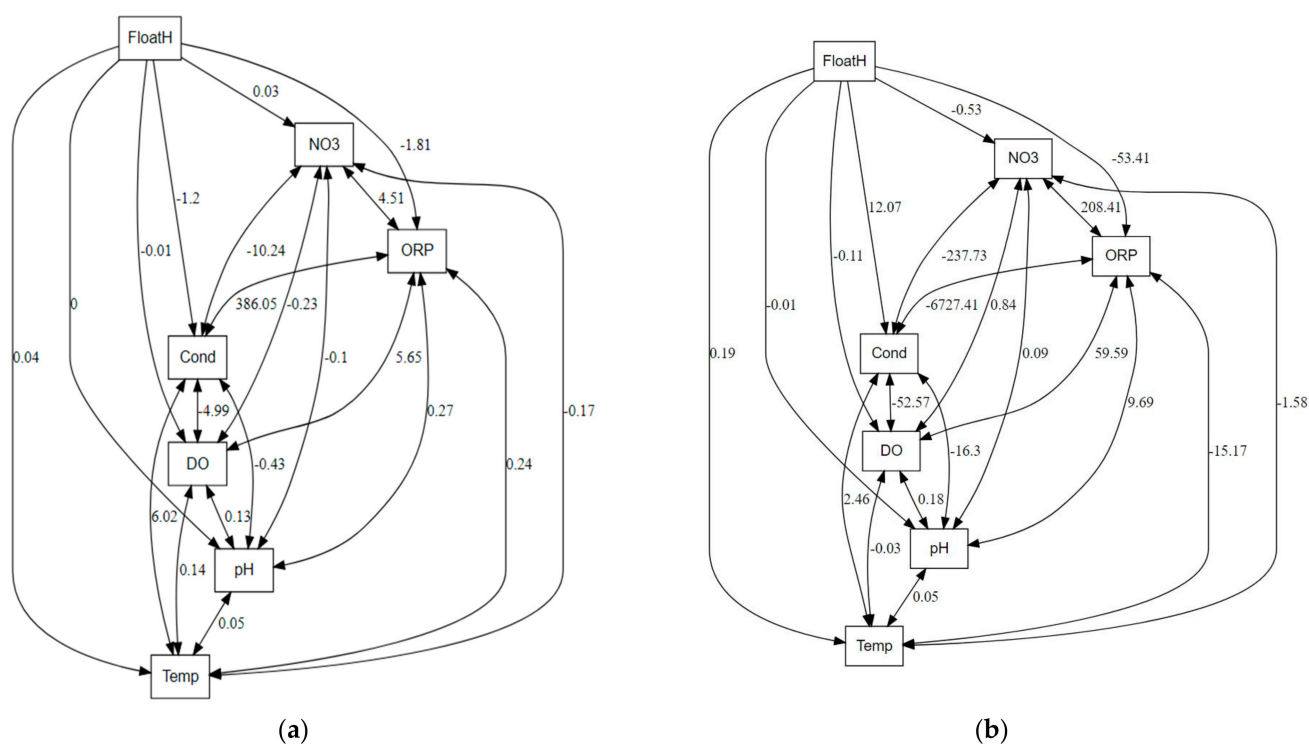 FloatH
0.03
NO3
-1.81
-1.2
4.51
-0.01
-10.24
ORP
0
386.05
-0.23
0.04
Cond
-0.1
5.65
-4.99
0.27
-0.17
DO
-0.43
0.24
6.02
0.13
0.14
pH
0.05
Temp
(a)
FloatH
-0.53
NO3
-53.41
12.07
208.41
-0.11
-237.73
ORP
-0.01
-6727.41
0.84
0.19
Cond
0.09
59.59
-52.57
9.69
-1.58
DO
-16.3
-15.17
2.46
0.18
-0.03
pH
0.05
Temp
(b)